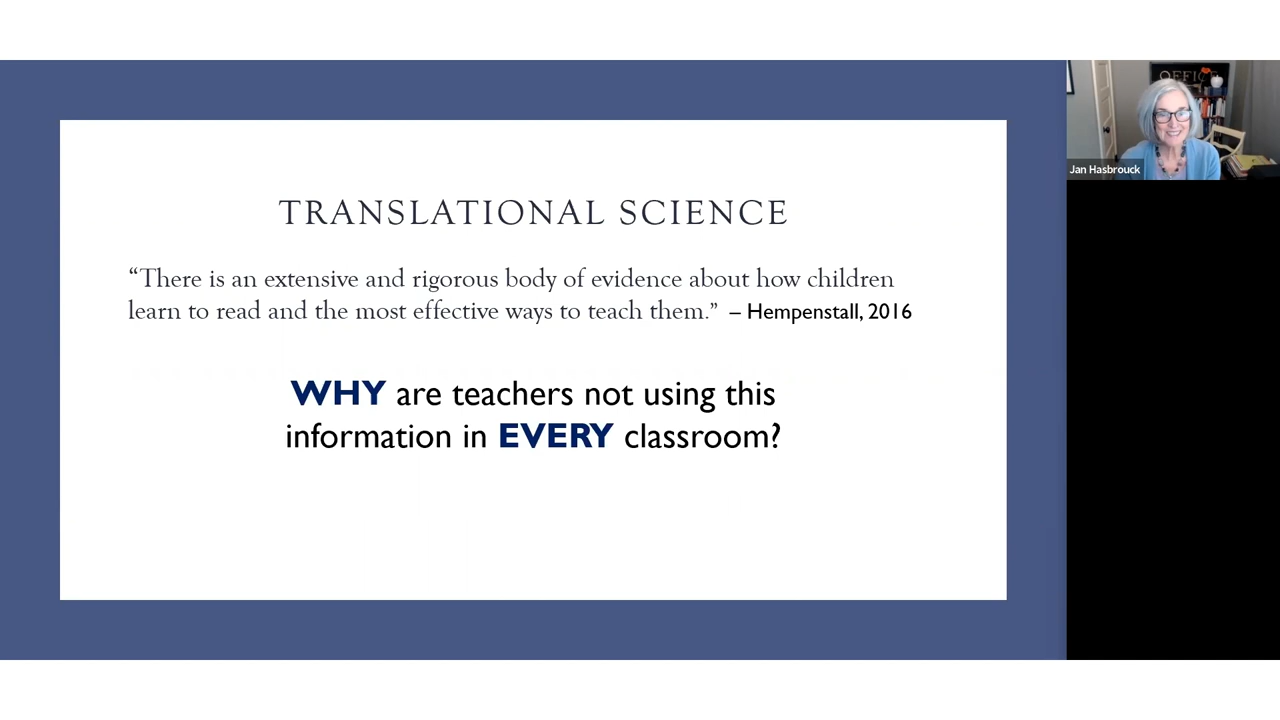 TRANSLATIONAL SCIENCE
“There is an extensive and rigorous body of evidence about how children
learn to read and the most effective ways to teach them.” – Hempenstall, 2016
WHY are teachers not using this
information in EVERY classroom?
OFFICE
Jan Hasbrouck